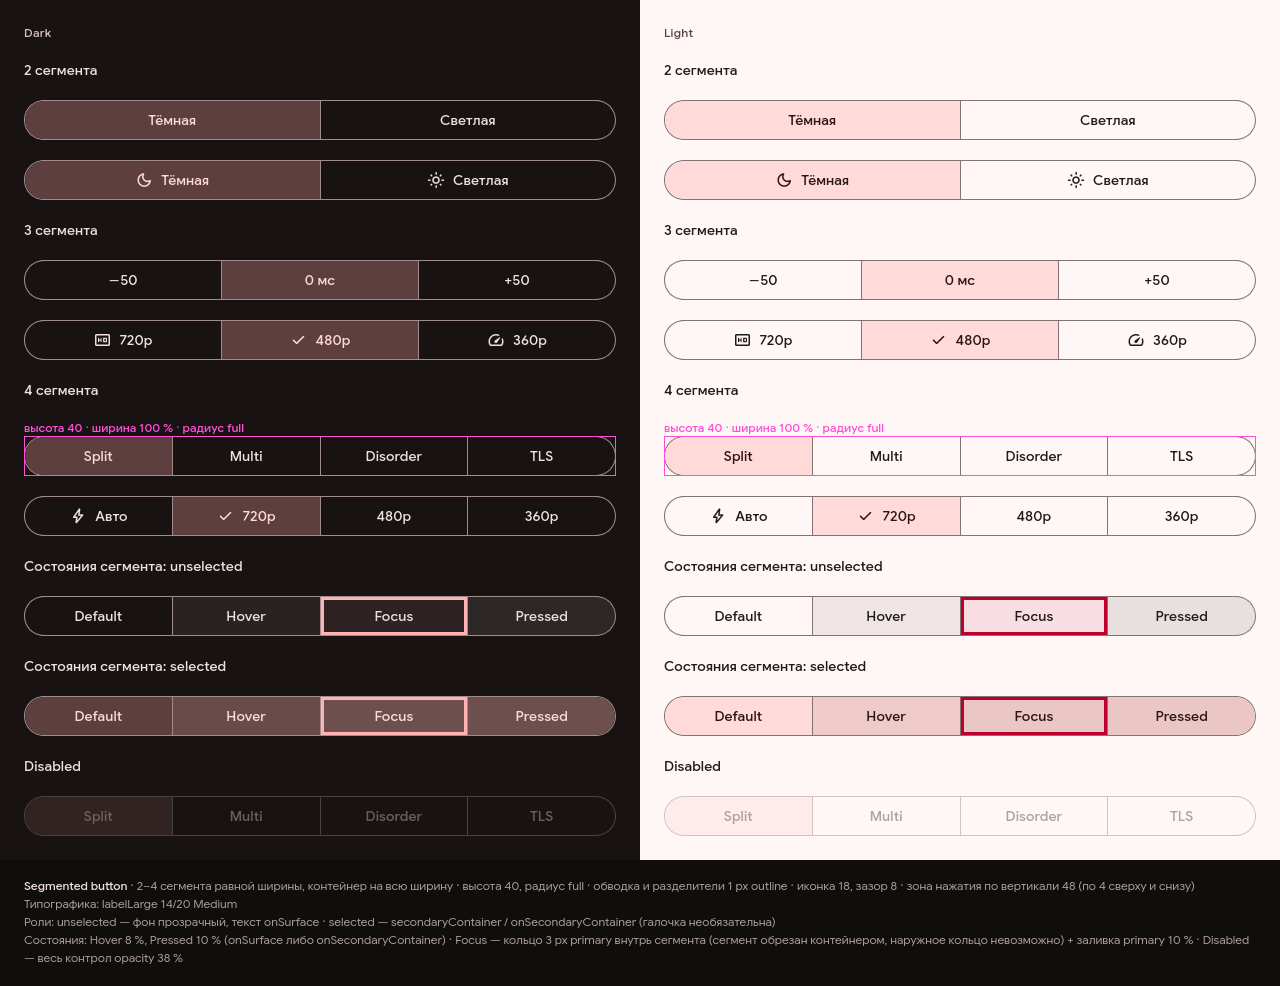 Dark
2 сегмента
Тёмная Светлая
Тёмная Светлая
3 сегмента
−50 0 мс +50
HD 720p 480p 360p
4 сегмента
высота 40 · ширина 100 % · радиус full
Split Multi Disorder TLS
Авто 720p 480p 360p
Состояния сегмента: unselected
Default Hover Focus Pressed
Состояния сегмента: selected
Default Hover Focus Pressed
Disabled
Split Multi Disorder TLS
Light
2 сегмента
Тёмная Светлая
Тёмная Светлая
3 сегмента
−50 0 мс +50
HD 720p 480p 360p
4 сегмента
высота 40 · ширина 100 % · радиус full
Split Multi Disorder TLS
Авто 720p 480p 360p
Состояния сегмента: unselected
Default Hover Focus Pressed
Состояния сегмента: selected
Default Hover Focus Pressed
Disabled
Split Multi Disorder TLS
Segmented button · 2–4 сегмента равной ширины, контейнер на всю ширину · высота 40, радиус full · обводка и разделители 1 px outline · иконка 18, зазор 8 · зона нажатия по вертикали 48 (по 4 сверху и снизу)
Типографика: labelLarge 14/20 Medium
Роли: unselected — фон прозрачный, текст onSurface · selected — secondaryContainer / onSecondaryContainer (галочка необязательна)
Состояния: Hover 8 %, Pressed 10 % (onSurface либо onSecondaryContainer) · Focus — кольцо 3 px primary внутрь сегмента (сегмент обрезан контейнером, наружное кольцо невозможно) + заливка primary 10 % · Disabled
— весь контрол opacity 38 %